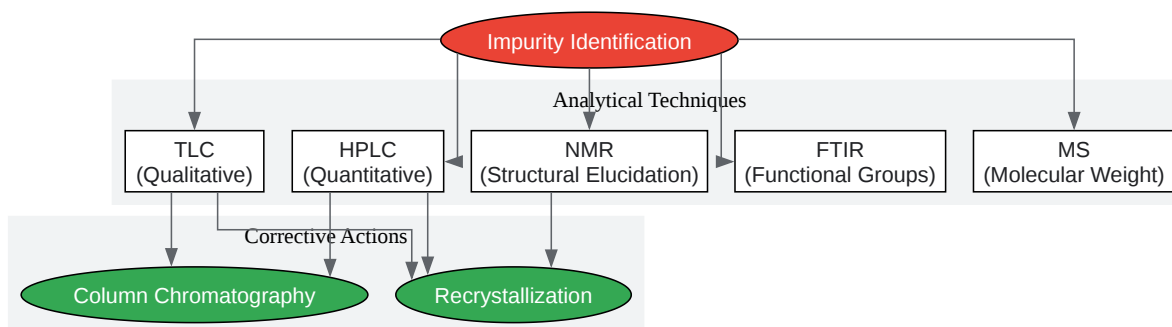 Impurity Identification
Analytical Techniques
TLC
(Qualitative)
HPLC
(Quantitative)
NMR
(Structural Elucidation)
FTIR
(Functional Groups)
MS
(Molecular Weight)
Corrective Actions
Column Chromatography
Recrystallization